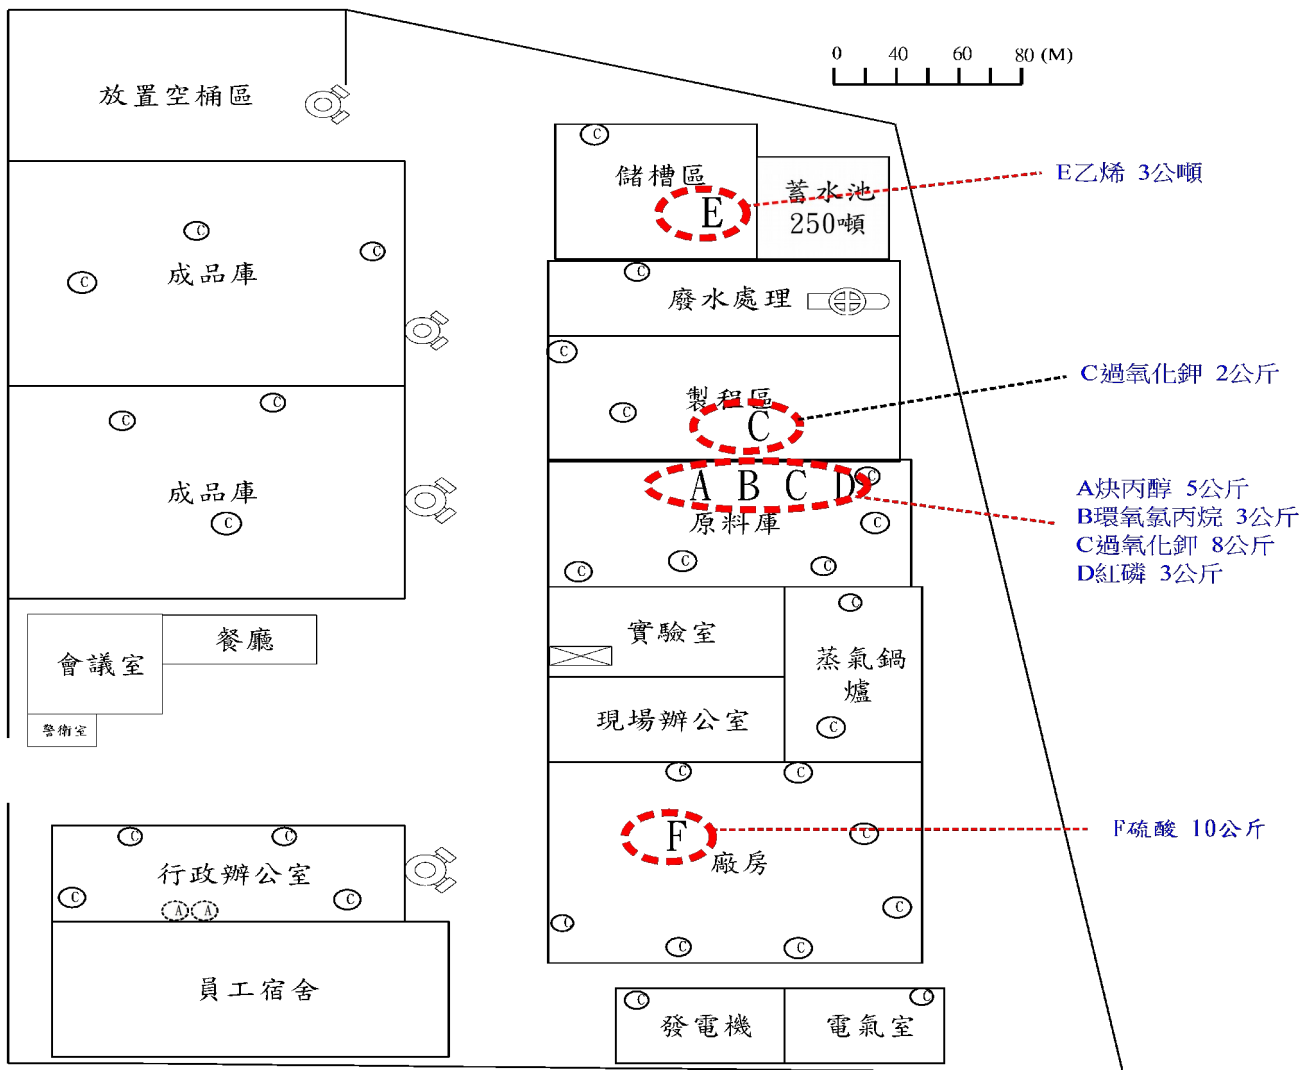 0 40 60 80 (M)
放置空桶區
C
儲槽區
E
蓄水池
250噸
E乙烯 3公噸
C
C
C
成品庫
C
廢水處理
C
製程區
C
C
C過氧化鉀 2公斤
C
C
成品庫
C
A B C D
C
原料庫
C
C
C
C
A炔丙醇 5公斤
B環氧氯丙烷 3公斤
C過氧化鉀 8公斤
D紅磷 3公斤
會議室
餐廳
警衛室
實驗室
C
蒸氣鍋
爐
C
現場辦公室
C
C
F
廠房
C
C
C
C
C
F硫酸 10公斤
C
C
行政辦公室
C
C
A
A
員工宿舍
C
發電機
C
電氣室